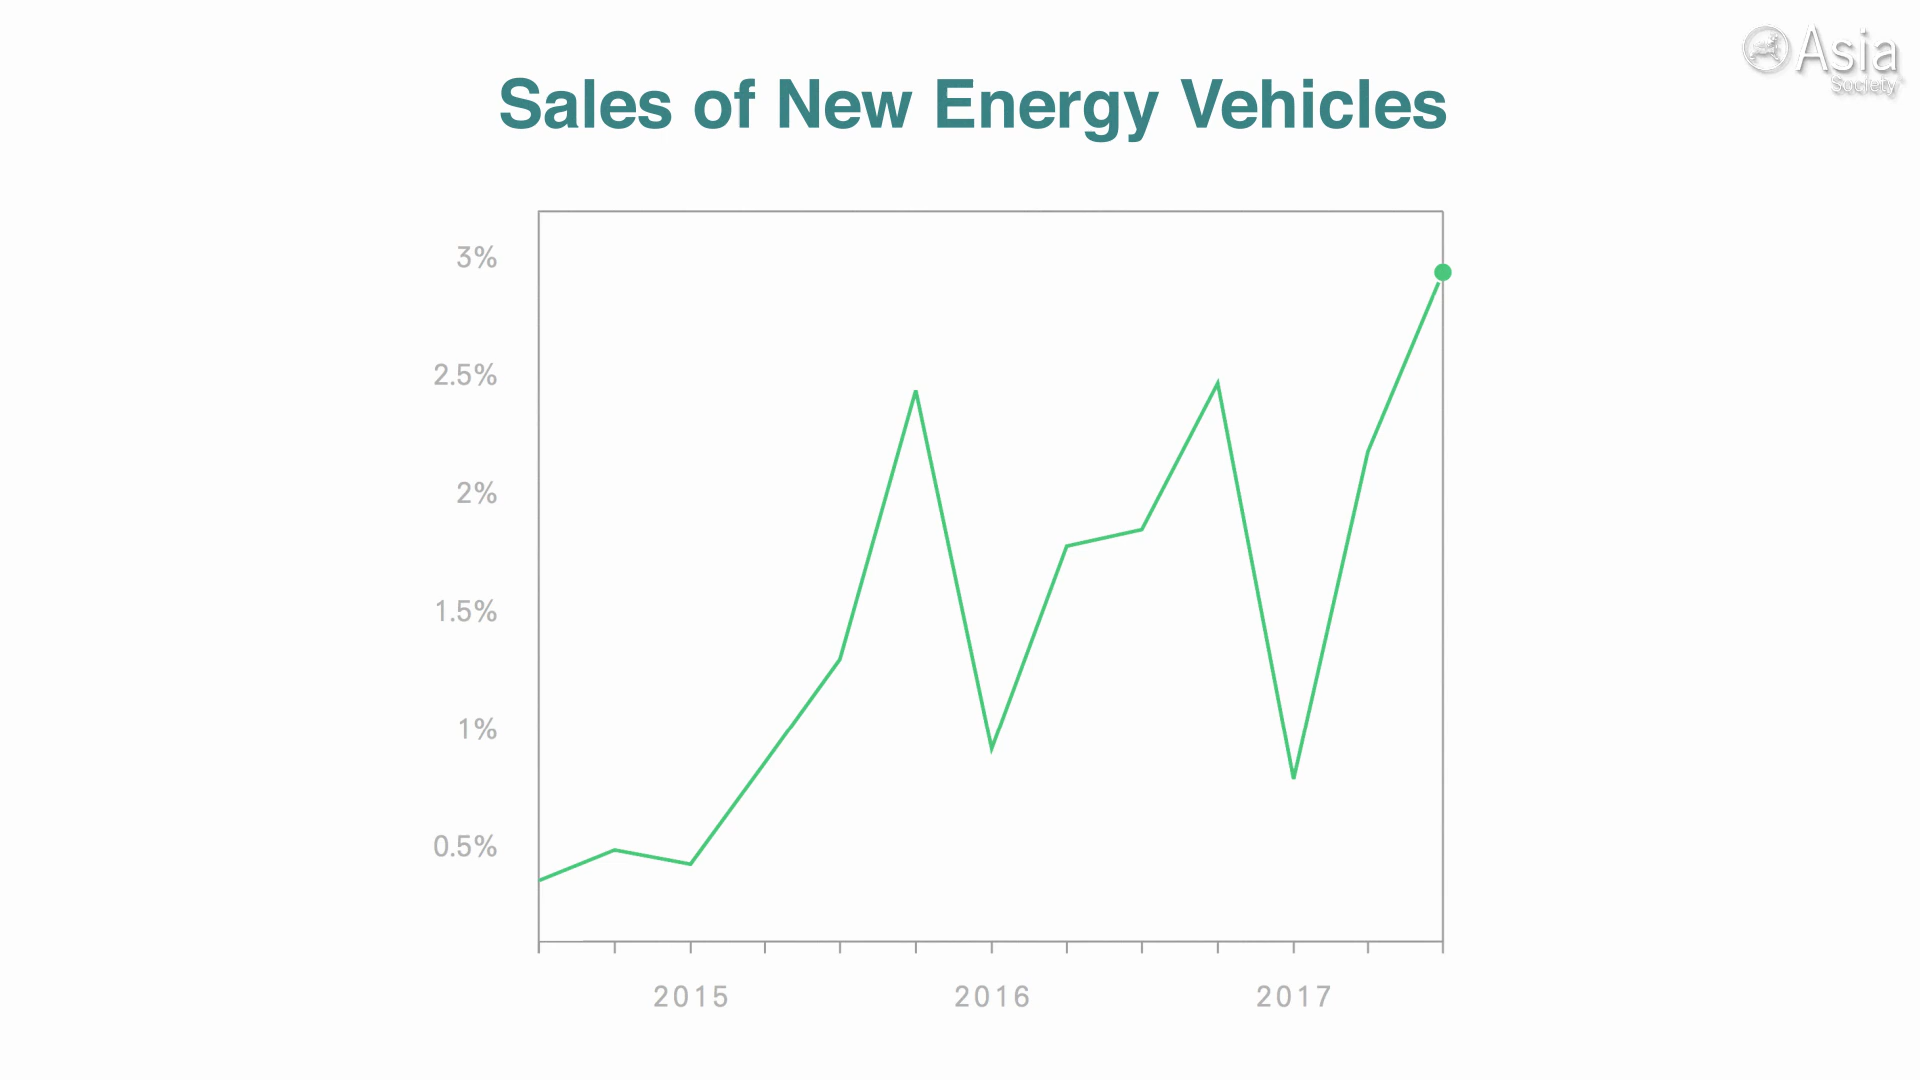 Asia
Society
Sales of New Energy Vehicles
3%
2.5%
2%
1.5%
1%
0.5%
2015 2016 2017